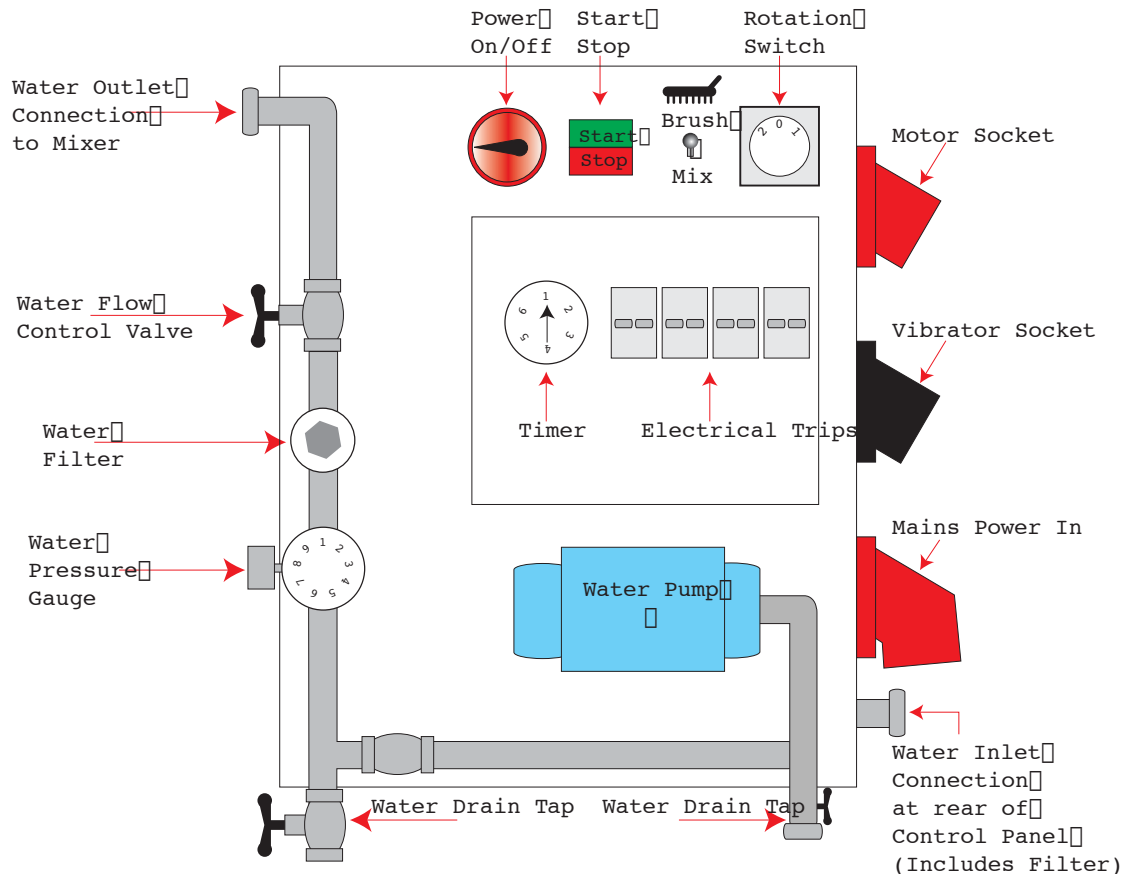 Power
On/Off
Start
Stop
Rotation
Switch
Water Outlet
Connection
to Mixer
Brush
Mix
Start
Stop
2 0 1
Motor Socket
Water Flow
Control Valve
1 2 3 4 5 6
Vibrator Socket
Timer
Electrical Trips
Water
Filter
Mains Power In
Water
Pressure
Gauge
1 2 3 4 5 6 7 8 9
Water Pump
Water Inlet
Connection
at rear of
Control Panel
(Includes Filter)
Water Drain Tap
Water Drain Tap